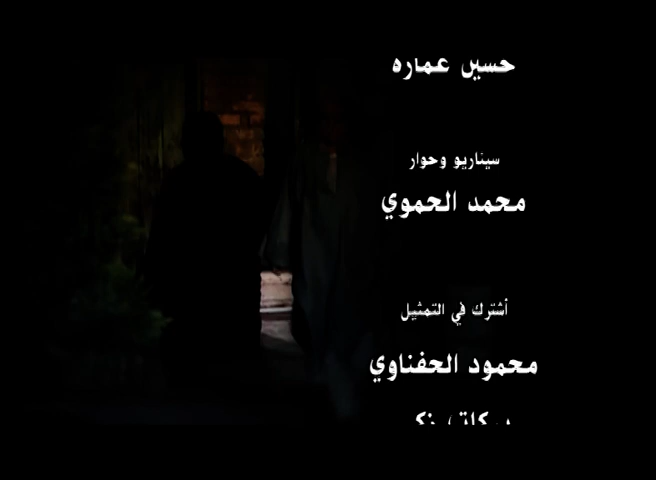 حسين عماره
سيناريو وحوار
محمد الحموي
أشترك في التمثيل
محمود الحفناوي